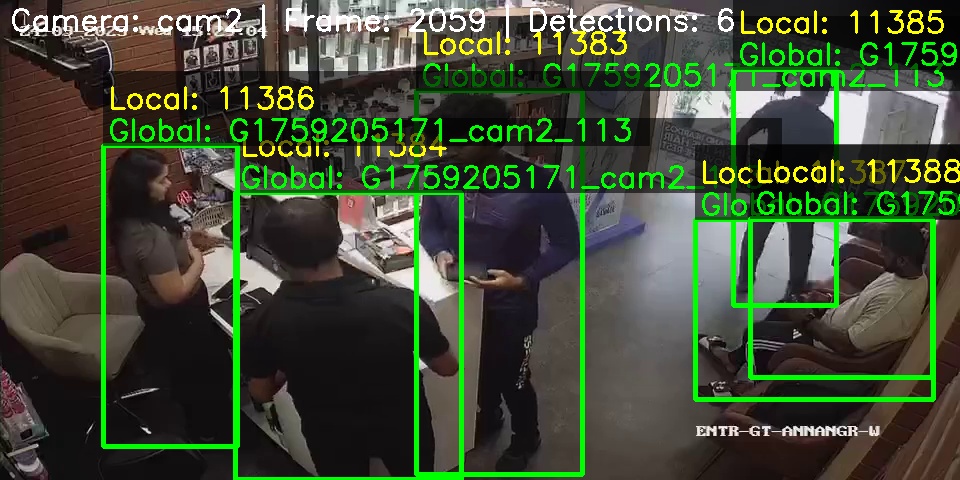 Camera: cam2 | Frame: 2059 | Detections: 6
Local: 11385
Global: G1759
Local: 11383
Global: G1759205171_cam2_113
Local: 11386
Global: G1759205171_cam2_113
Local: 11384
Global: G1759205171_cam2_
Local: 11388
Global: G1759
ENTR-GT-ANNANGR-W